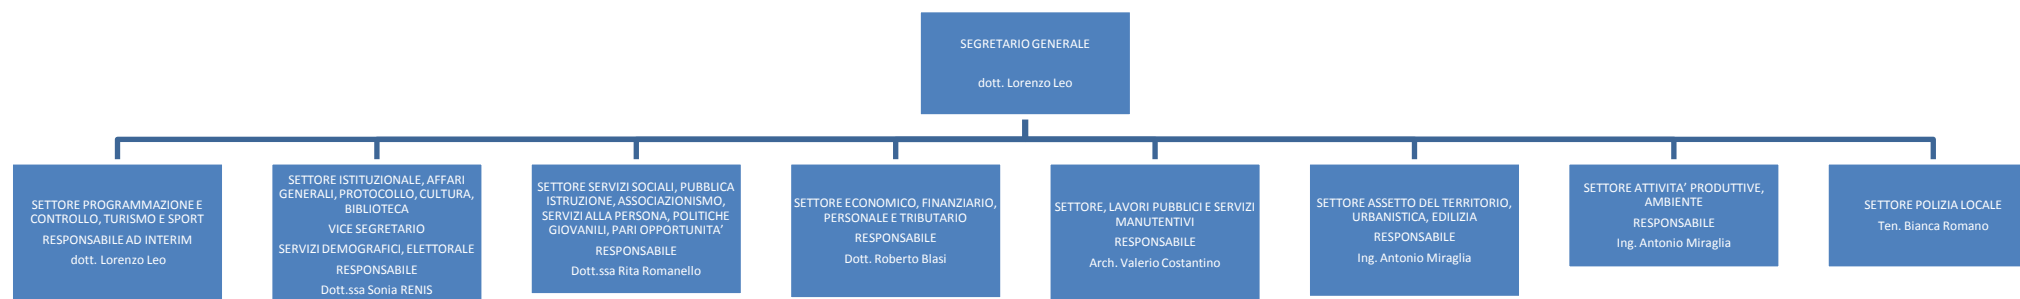 SEGRETARIO GENERALE
dott. Lorenzo Leo
SETTORE PROGRAMMAZIONE E
CONTROLLO, TURISMO E SPORT
RESPONSABILE AD INTERIM
dott. Lorenzo Leo
SETTORE ISTITUZIONALE, AFFARI
GENERALI, PROTOCOLLO, CULTURA,
BIBLIOTECA
VICE SEGRETARIO
SERVIZI DEMOGRAFICI, ELETTORALE
RESPONSABILE
Dott.ssa Sonia RENIS
SETTORE SERVIZI SOCIALI, PUBBLICA
ISTRUZIONE, ASSOCIAZIONISMO,
SERVIZI ALLA PERSONA, POLITICHE
GIOVANILI, PARI OPPORTUNITA’
RESPONSABILE
Dott.ssa Rita Romanello
SETTORE ECONOMICO, FINANZIARIO,
PERSONALE E TRIBUTARIO
RESPONSABILE
Dott. Roberto Blasi
SETTORE, LAVORI PUBBLICI E SERVIZI
MANUTENTIVI
RESPONSABILE
Arch. Valerio Costantino
SETTORE ASSETTO DEL TERRITORIO,
URBANISTICA, EDILIZIA
RESPONSABILE
Ing. Antonio Miraglia
SETTORE ATTIVITA’ PRODUTTIVE,
AMBIENTE
RESPONSABILE
Ing. Antonio Miraglia
SETTORE POLIZIA LOCALE
Ten. Bianca Romano